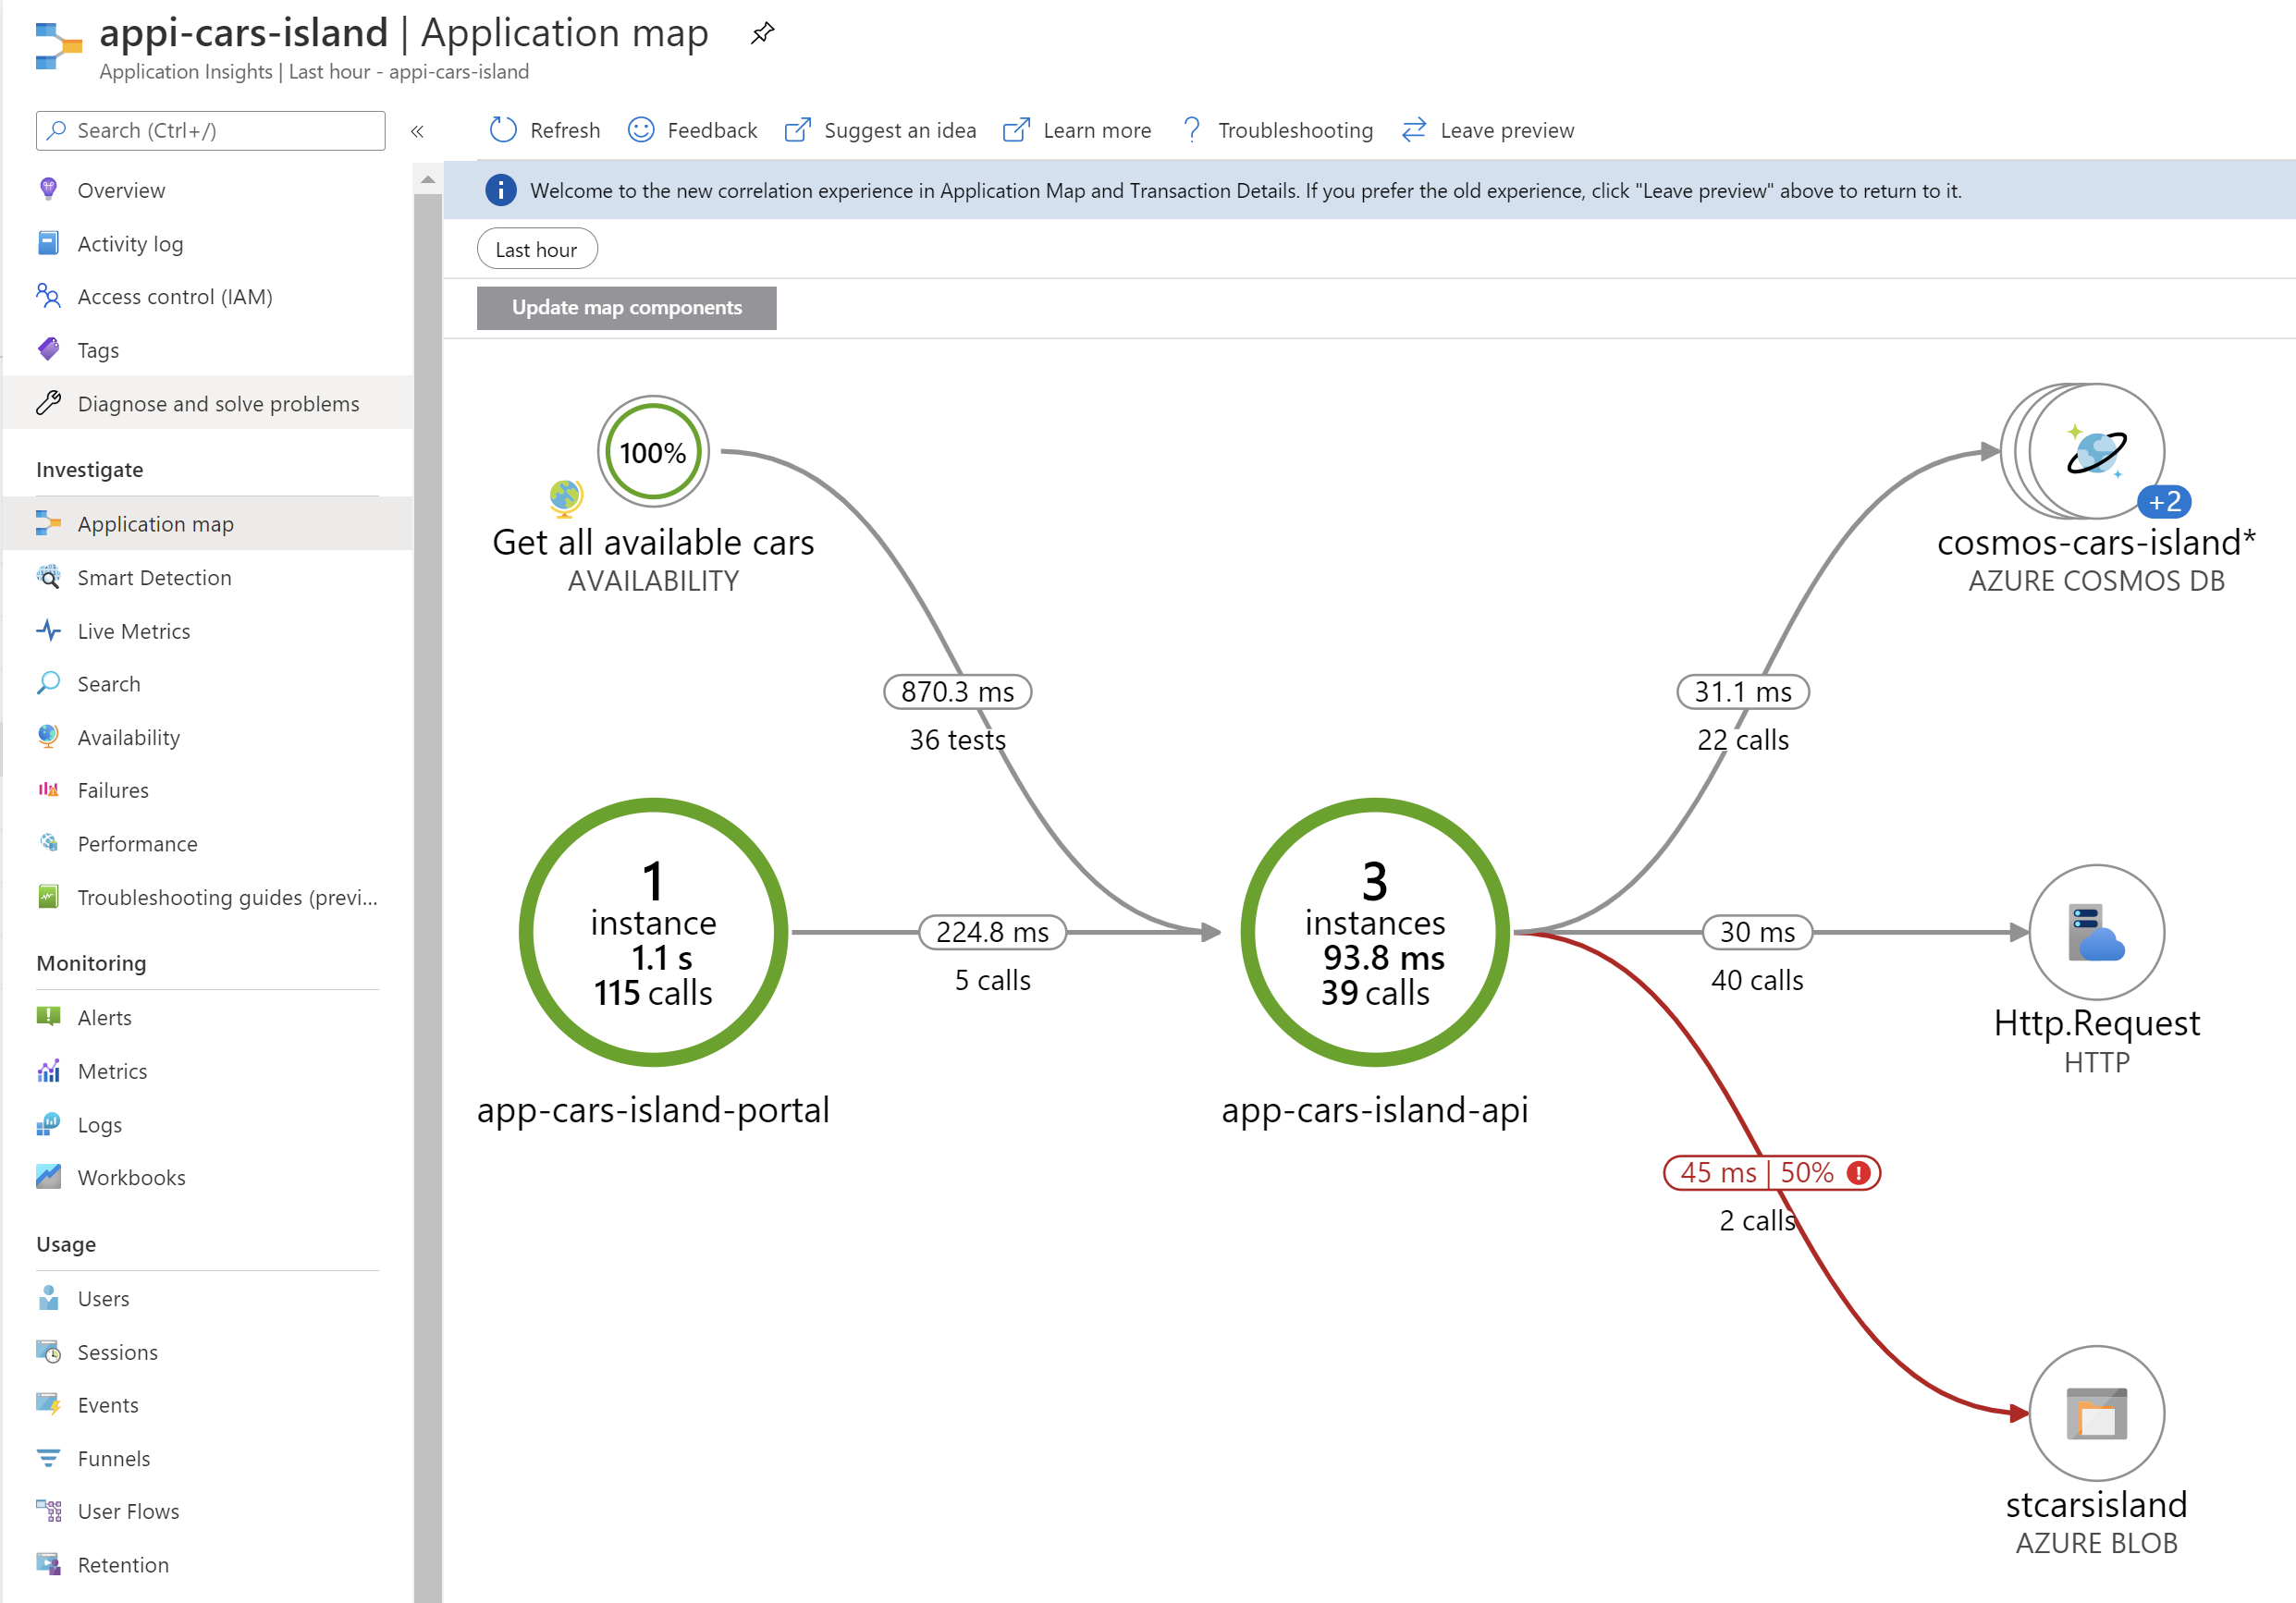 appi-cars-island | Application map
Application Insights | Last hour - appi-cars-island
Search (Ctrl+/)
«
Overview
Activity log
Access control (IAM)
Tags
Diagnose and solve problems
Investigate
Application map
Smart Detection
Live Metrics
Search
Availability
Failures
Performance
Troubleshooting guides (previ...
Monitoring
Alerts
Metrics
Logs
Workbooks
Usage
Users
Sessions
Events
Funnels
User Flows
Retention
Refresh
Feedback
Suggest an idea
Learn more
Troubleshooting
Leave preview
Welcome to the new correlation experience in Application Map and Transaction Details. If you prefer the old experience, click "Leave preview" above to return to it.
Last hour
Update map components
100%
Get all available cars
AVAILABILITY
870.3 ms
36 tests
1
instance
1.1 s
115 calls
app-cars-island-portal
224.8 ms
5 calls
3
instances
93.8 ms
39 calls
app-cars-island-api
31.1 ms
22 calls
+2
cosmos-cars-island*
AZURE COSMOS DB
30 ms
40 calls
Http.Request
HTTP
45 ms | 50%
2 calls
stcarsisland
AZURE BLOB